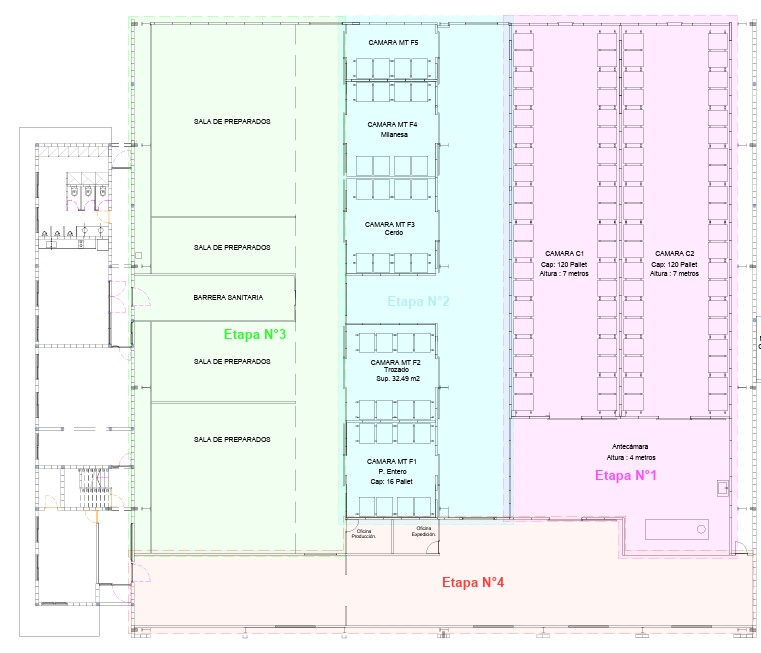 CAMARA MT F5
SALA DE PREPARADOS
CAMARA MT F4
Milanesa
CAMARA MT F3
Cerdo
SALA DE PREPARADOS
CAMARA C1
Cap: 120 Pallet
Altura : 7 metros
CAMARA C2
Cap: 120 Pallet
Altura : 7 metros
BARRERA SANITARIA
Etapa N°2
Etapa N°3
SALA DE PREPARADOS
CAMARA MT F2
Trozado
Sup. 32.49 m2
SALA DE PREPARADOS
Antecámara
Altura : 4 metros
CAMARA MT F1
P. Entero
Cap: 16 Pallet
Etapa N°1
Oficina
Producción.
Oficina
Expedición.
Etapa N°4